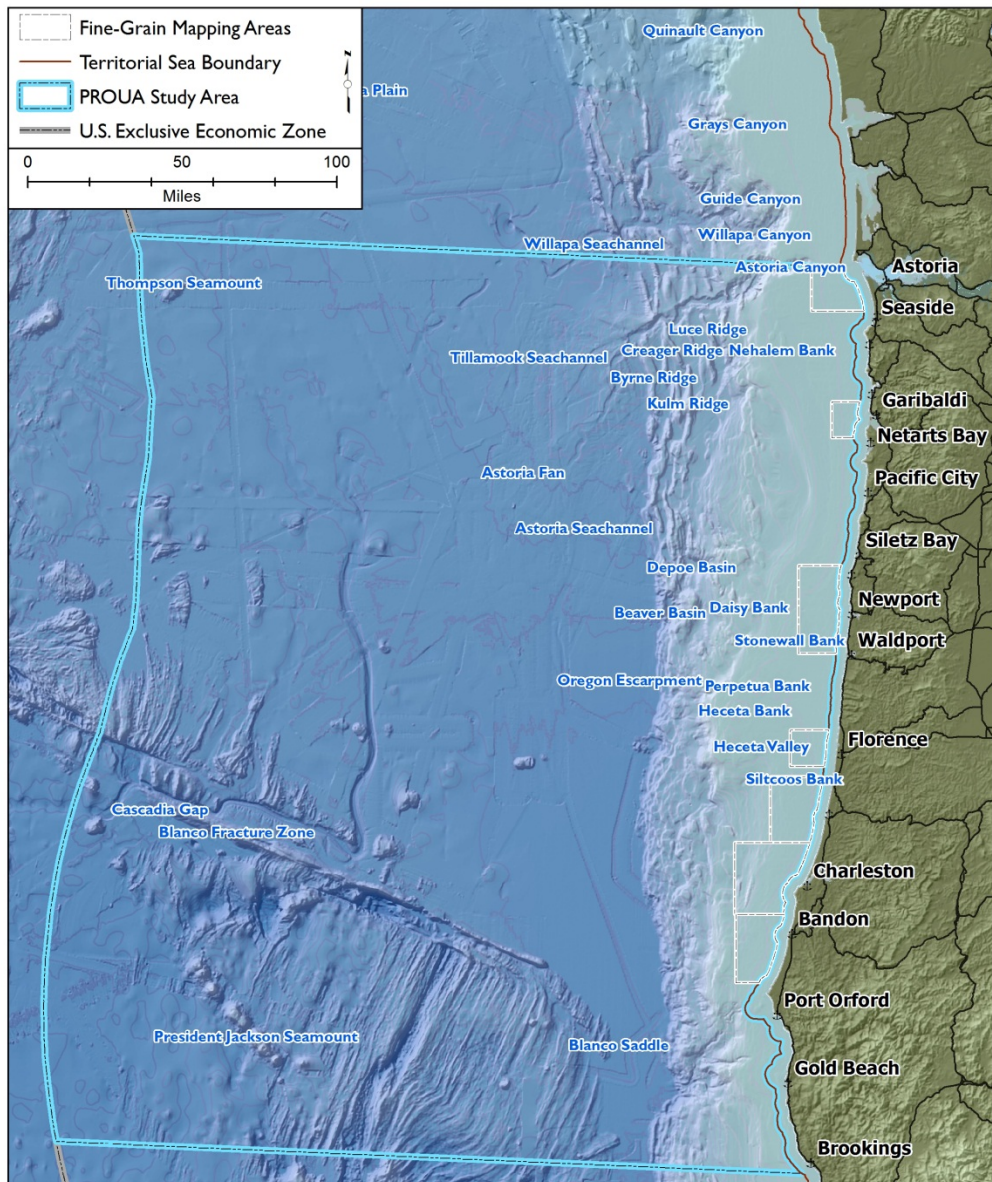 Fine-Grain Mapping Areas
Territorial Sea Boundary
PROUA Study Area
U.S. Exclusive Economic Zone
N
0 50 100
Miles
Quinault Canyon
a Plain
Grays Canyon
Guide Canyon
Willapa Canyon
Willapa Seachannel
Astoria Canyon
Astoria
Thompson Seamount
Seaside
Luce Ridge
Tillamook Seachannel
Creager Ridge
Nehalem Bank
Byrne Ridge
Kulm Ridge
Garibaldi
Netarts Bay
Astoria Fan
Pacific City
Astoria Seachannel
Siletz Bay
Depoe Basin
Beaver Basin
Daisy Bank
Newport
Stonewall Bank
Waldport
Oregon Escarpment
Perpetua Bank
Heceta Bank
Heceta Valley
Florence
Siltcoos Bank
Cascadia Gap
Blanco Fracture Zone
Charleston
Bandon
Port Orford
President Jackson Seamount
Blanco Saddle
Gold Beach
Brookings